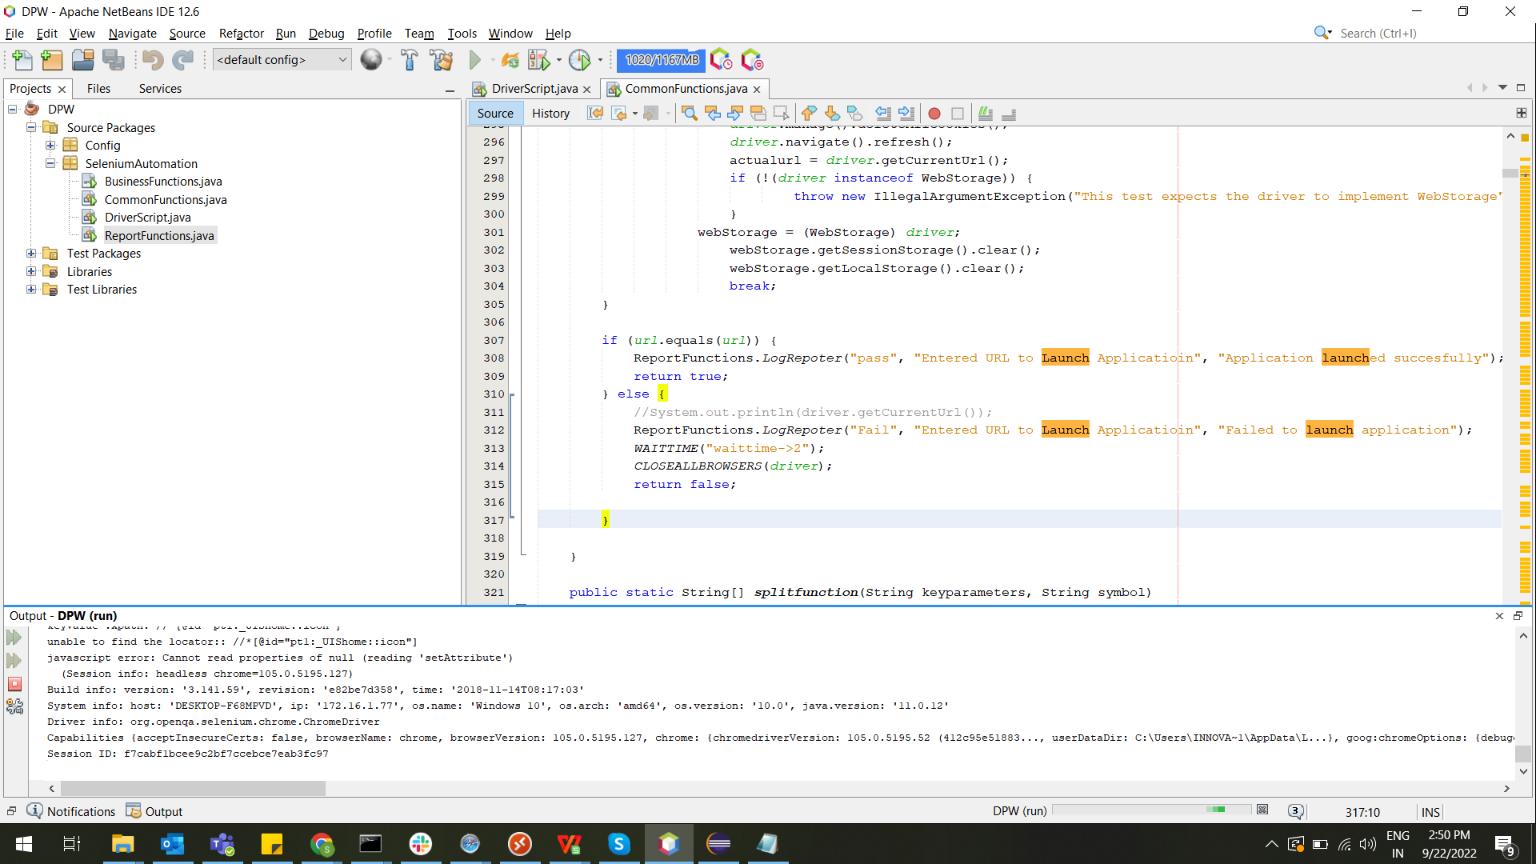 DPW - Apache NetBeans IDE 12.6
File Edit View Navigate Source Refactor Run Debug Profile Team Tools Window Help
Search (Ctrl+I)
<default config>
1020/1167MB
Projects Files Services
DriverScript.java CommonFunctions.java
Source History
DPW
Source Packages
Config
SeleniumAutomation
BusinessFunctions.java
CommonFunctions.java
DriverScript.java
ReportFunctions.java
Test Packages
Libraries
Test Libraries
296 driver.navigate().refresh();
297 actualurl = driver.getCurrentUrl();
298 if (!(driver instanceof WebStorage)) {
299 throw new IllegalArgumentException("This test expects the driver to implement WebStorage"
300 }
301 webStorage = (WebStorage) driver;
302 webStorage.getSessionStorage().clear();
303 webStorage.getLocalStorage().clear();
304 break;
305 }
306
307 if (url.equals(url)) {
308 ReportFunctions.LogRepoter("pass", "Entered URL to Launch Applicatioin", "Application launched succesfully");
309 return true;
310 } else {
311 //System.out.println(driver.getCurrentUrl());
312 ReportFunctions.LogRepoter("Fail", "Entered URL to Launch Applicatioin", "Failed to launch application");
313 WAITTIME("waittime->2");
314 CLOSEALLBROWSERS(driver);
315 return false;
316
317 }
318
319 }
320
321 public static String[] splitfunction(String keyparameters, String symbol)
Output - DPW (run)
unable to find the locator:: //*[@id="pt1:_UIShome::icon"]
javascript error: Cannot read properties of null (reading 'setAttribute')
(Session info: headless chrome=105.0.5195.127)
Build info: version: '3.141.59', revision: 'e82be7d358', time: '2018-11-14T08:17:03'
System info: host: 'DESKTOP-F68MPVD', ip: '172.16.1.77', os.name: 'Windows 10', os.arch: 'amd64', os.version: '10.0', java.version: '11.0.12'
Driver info: org.openqa.selenium.chrome.ChromeDriver
Capabilities {acceptInsecureCerts: false, browserName: chrome, browserVersion: 105.0.5195.127, chrome: {chromedriverVersion: 105.0.5195.52 (412c95e51883..., userDataDir: C:\Users\INNOVA~1\AppData\L...}, goog:chromeOptions: {debug
Session ID: f7cabf1bcee9c2bf7ccebce7eab3fc97
Notifications Output
DPW (run)
3
317:10
INS
ENG
IN
2:50 PM
9/22/2022
9